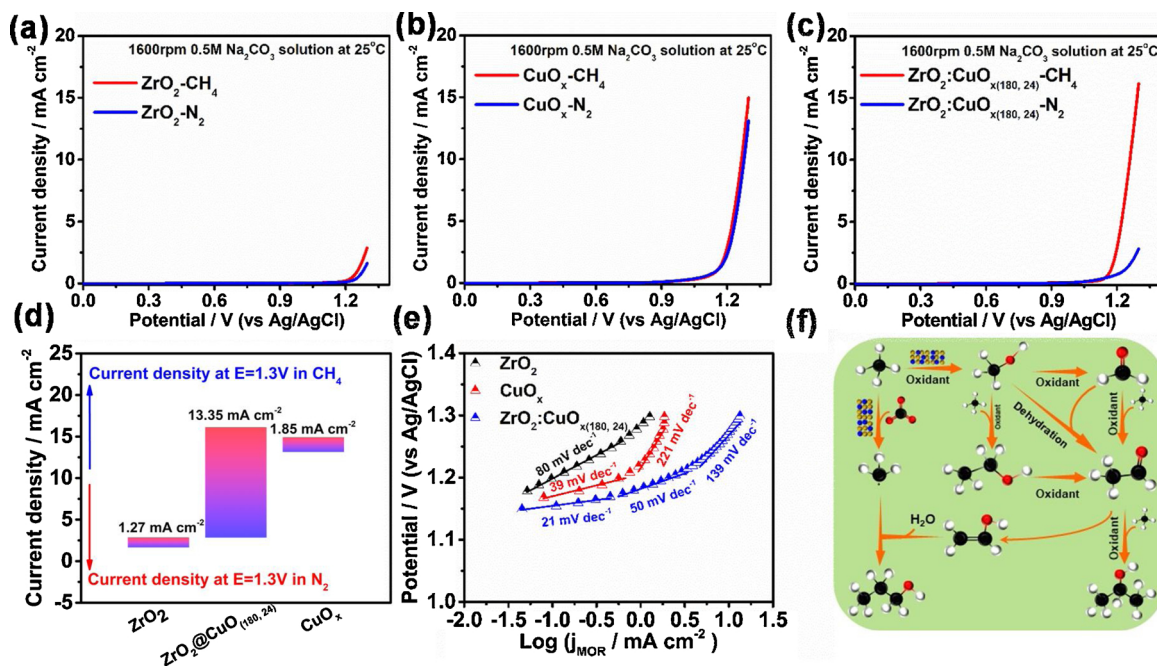 (a)
1600rpm 0.5M Na₂CO₃ solution at 25°C
ZrO₂-CH₄
ZrO₂-N₂
Current density / mA cm⁻²
20
15
10
5
0
0.0 0.3 0.6 0.9 1.2
Potential / V (vs Ag/AgCl)
(b)
1600rpm 0.5M Na₂CO₃ solution at 25°C
CuOₓ-CH₄
CuOₓ-N₂
Current density / mA cm⁻²
20
15
10
5
0
0.0 0.3 0.6 0.9 1.2
Potential / V (vs Ag/AgCl)
(c)
1600rpm 0.5M Na₂CO₃ solution at 25°C
ZrO₂:CuOₓ₍₁₈₀, ₂₄₎-CH₄
ZrO₂:CuOₓ₍₁₈₀, ₂₄₎-N₂
Current density / mA cm⁻²
20
15
10
5
0
0.0 0.3 0.6 0.9 1.2
Potential / V (vs Ag/AgCl)
(d)
Current density / mA cm⁻²
25
20
15
10
5
0
-5
Current density at E=1.3V in CH₄
13.35 mA cm⁻²
1.85 mA cm⁻²
1.27 mA cm⁻²
Current density at E=1.3V in N₂
ZrO₂
ZrO₂@CuO₍₁₈₀, ₂₄₎
CuOₓ
(e)
Potential / V (vs Ag/AgCl)
1.4
1.3
1.2
1.1
1.0
ZrO₂
CuOₓ
ZrO₂:CuOₓ₍₁₈₀, ₂₄₎
80 mV dec⁻¹
39 mV dec⁻¹
221 mV dec⁻¹
21 mV dec⁻¹
50 mV dec⁻¹
139 mV dec⁻¹
-2.0 -1.5 -1.0 -0.5 0.0 0.5 1.0 1.5
Log (j_MOR / mA cm⁻²)
(f)
Oxidant
Oxidant
Oxidant
Dehydration
Oxidant
Oxidant
H₂O
Oxidant